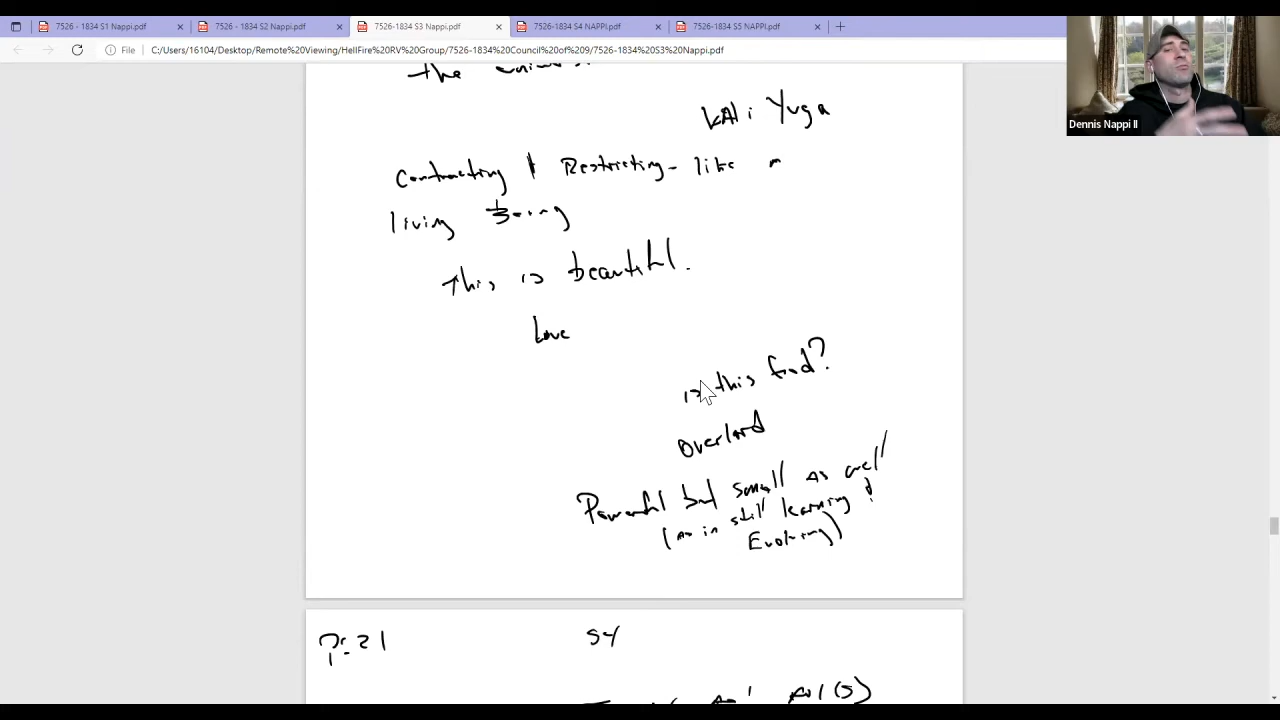 7526 - 1834 S1 Nappi.pdf
7526 - 1834 S2 Nappi.pdf
7526-1834 S3 Nappi.pdf
7526-1834 S4 NAPPI.pdf
7526-1834 S5 NAPPI.pdf
File
C:/Users/16104/Desktop/Remote%20Viewing/HellFire%20RV%20Group/7526-1834%20Council%20of%209/7526-1834%20S3%20Nappi.pdf
Dennis Nappi II
the
KAli Yuga
Contracting & Restricting - like a
living Being
This is beautiful.
Love
is this God?
Overlord
Powerful but small as well
(as in still learning &
Evolving)
P. 21
S4